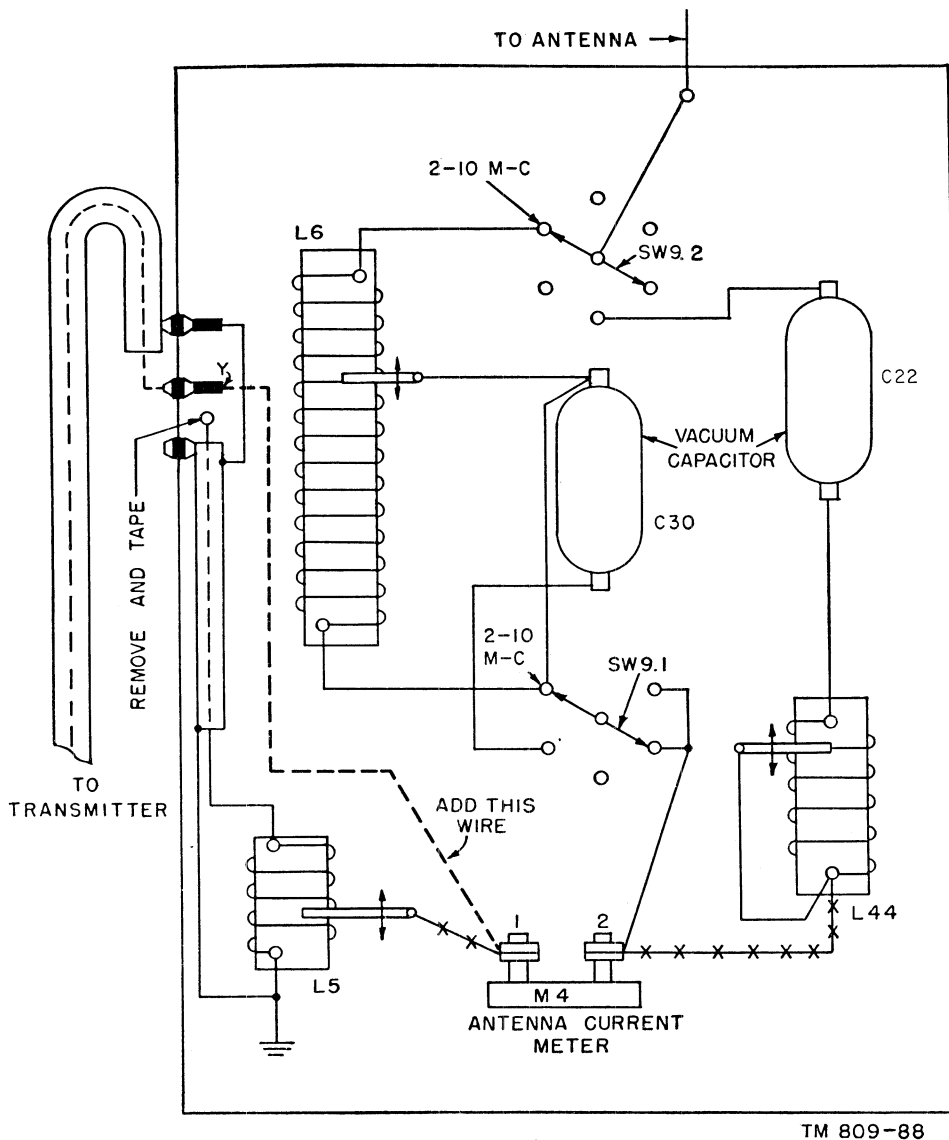 TO ANTENNA
2-10 M-C
L6
SW9.2
Y
C22
VACUUM
CAPACITOR
C30
REMOVE AND TAPE
2-10
M-C
SW9.1
TO
TRANSMITTER
ADD THIS
WIRE
L44
1
2
L5
M4
ANTENNA CURRENT
METER
TM 809-88